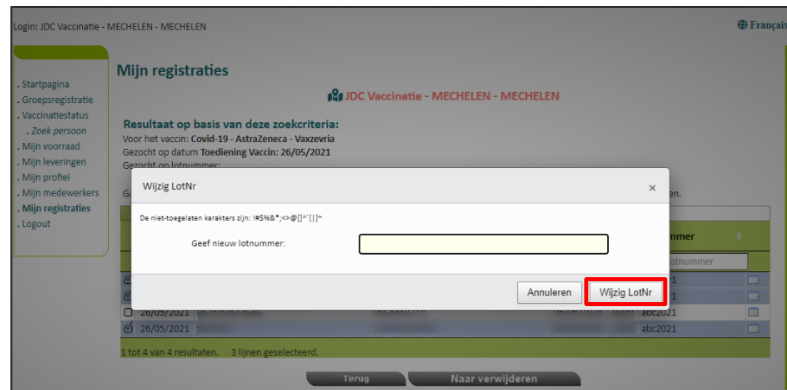 Login: JDC Vaccinatie - MECHELEN - MECHELEN
Français
. Startpagina
. Groepsregistratie
. Vaccinatiestatus
. Zoek persoon
. Mijn voorraad
. Mijn leveringen
. Mijn profiel
. Mijn medewerkers
. Mijn registraties
. Logout
Mijn registraties
JDC Vaccinatie - MECHELEN - MECHELEN
Resultaat op basis van deze zoekcriteria:
Voor het vaccin: Covid-19 - AstraZeneca - Vaxzevria
Gezocht op datum Toediening Vaccin: 26/05/2021
Gezocht op lotnummer:
Wijzig LotNr
×
De niet-toegelaten karakters zijn: !#$%&*;<>@[]^`{|}~
Geef nieuw lotnummer:
Annuleren
Wijzig LotNr
26/05/2021
abc2021
26/05/2021
abc2021
1 tot 4 van 4 resultaten. 3 lijnen geselecteerd.
Terug
Naar verwijderen